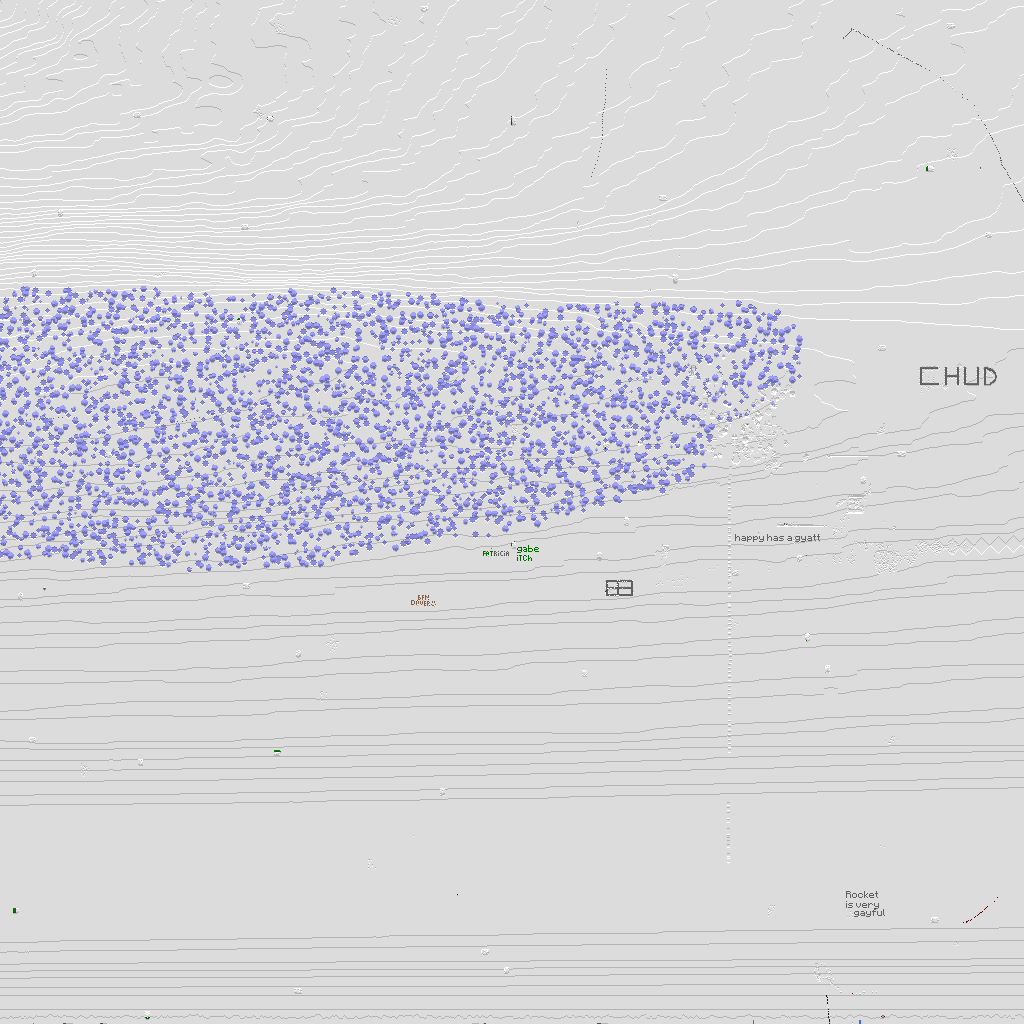 CHUD
happy has a gyatt
gabe
PATRICIA
iTCh
Rocket
is very
gayful